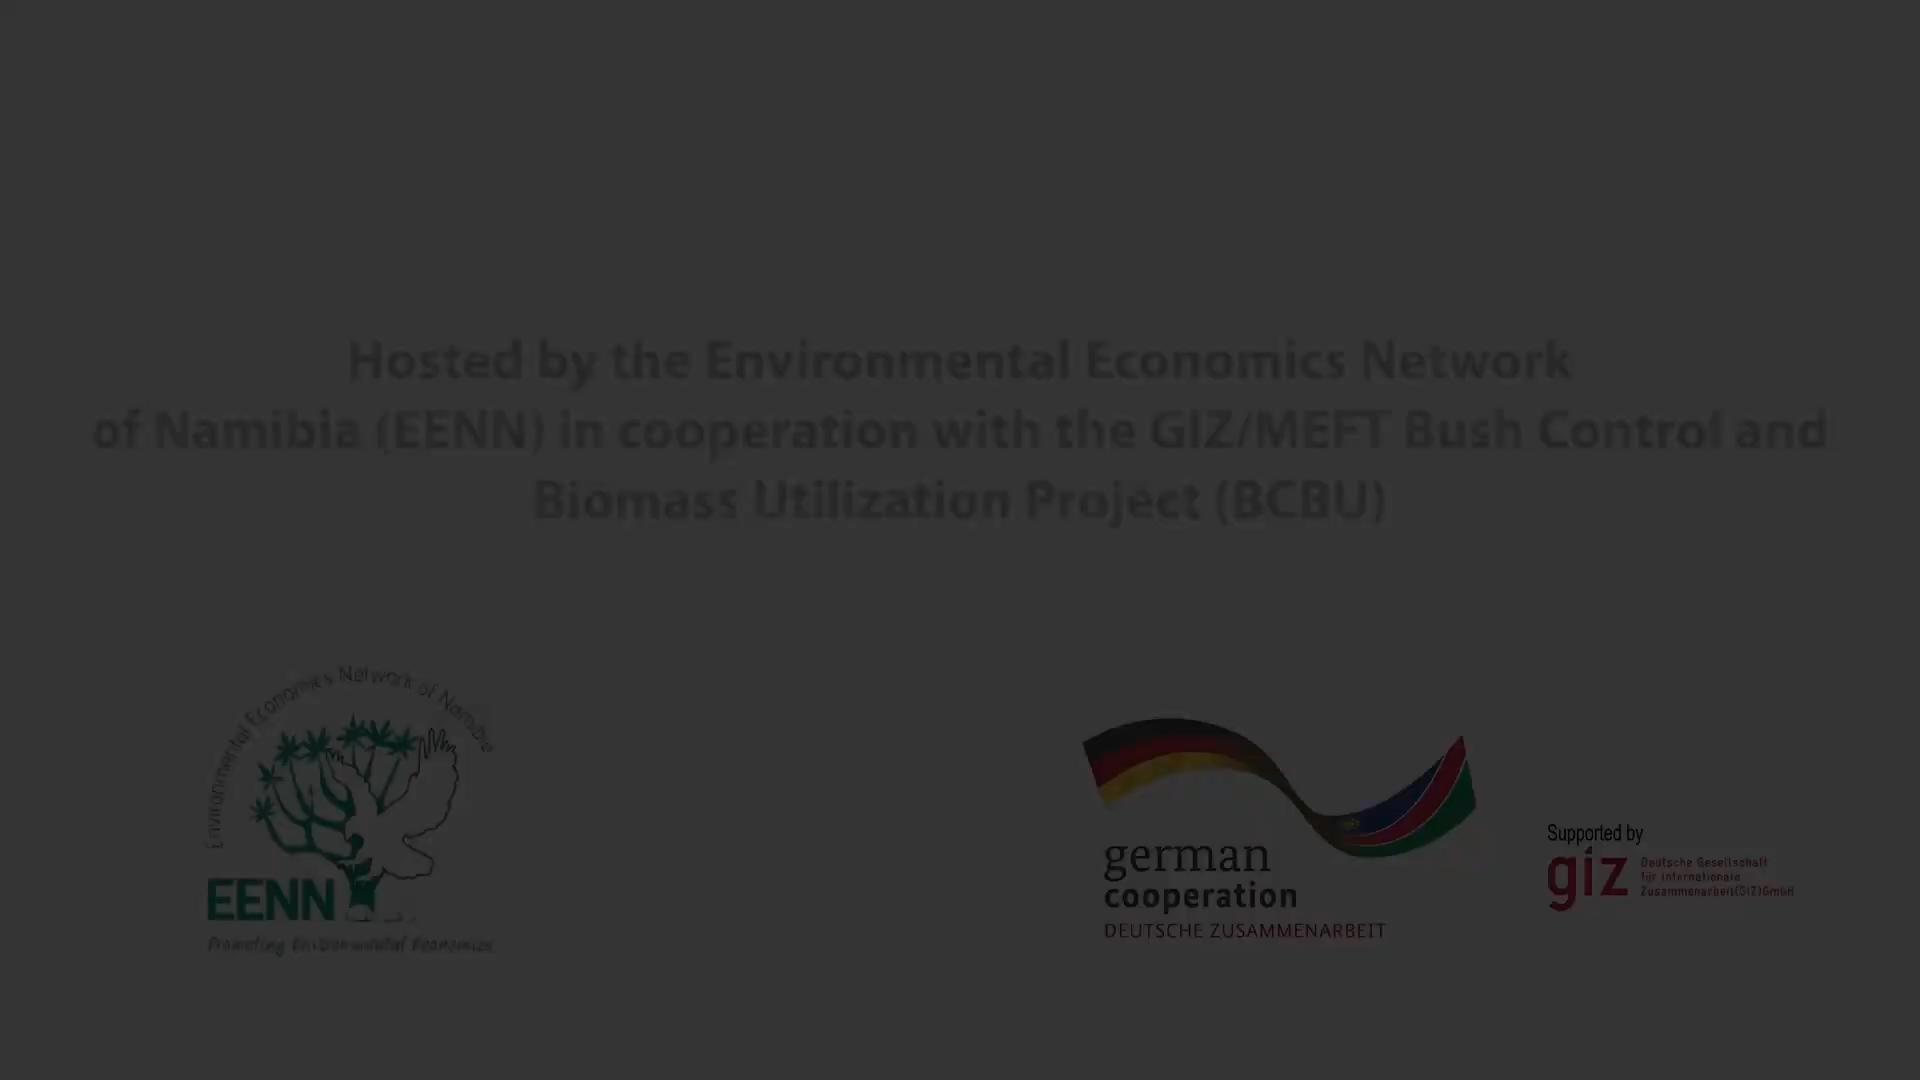 Hosted by the Environmental Economics Network
of Namibia (EENN) in cooperation with the GIZ/MEFT Bush Control and
Biomass Utilization Project (BCBU)
Environmental Economics Network of Namibia
EENN
Promoting Environmental Economics
german
cooperation
DEUTSCHE ZUSAMMENARBEIT
Supported by
giz
Deutsche Gesellschaft
für Internationale
Zusammenarbeit (GIZ) GmbH